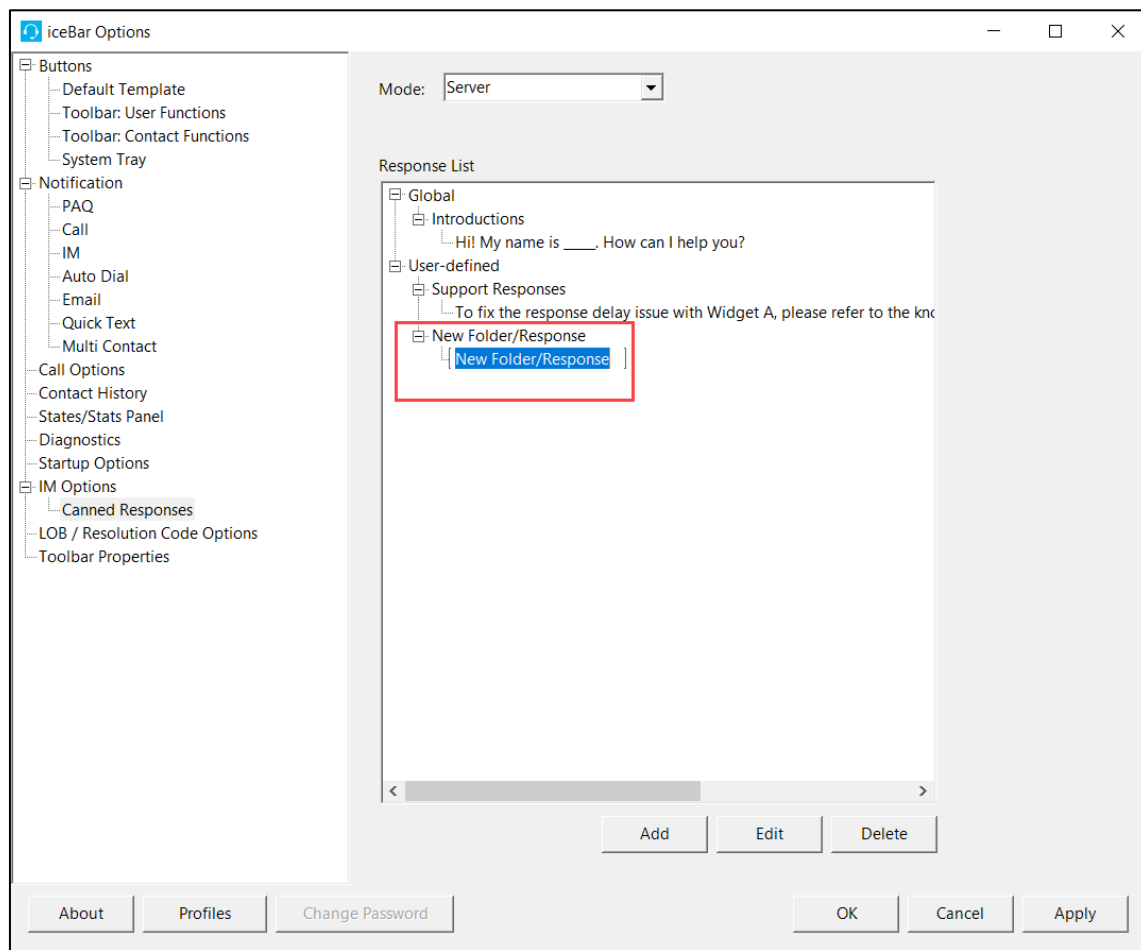 iceBar Options
Buttons
Default Template
Toolbar: User Functions
Toolbar: Contact Functions
System Tray
Notification
PAQ
Call
IM
Auto Dial
Email
Quick Text
Multi Contact
Call Options
Contact History
States/Stats Panel
Diagnostics
Startup Options
IM Options
Canned Responses
LOB / Resolution Code Options
Toolbar Properties
Mode: Server
Response List
Global
Introductions
Hi! My name is ____. How can I help you?
User-defined
Support Responses
To fix the response delay issue with Widget A, please refer to the
New Folder/Response
New Folder/Response
Add Edit Delete
About Profiles Change Password OK Cancel Apply